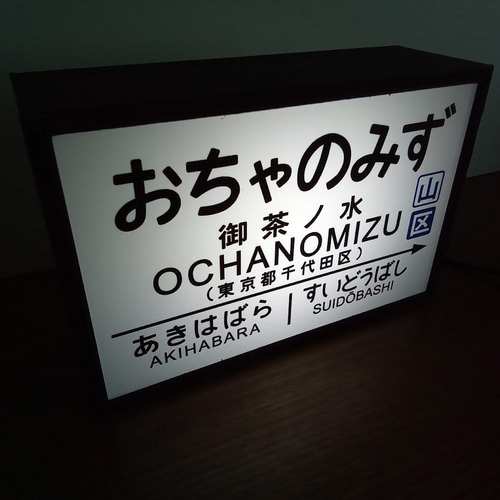 おちゃのみず
御茶ノ水
山区
OCHANOMIZU
(東京都千代田区)
あきはばら すいどうばし
AKIHABARA SUIDŌBASHI